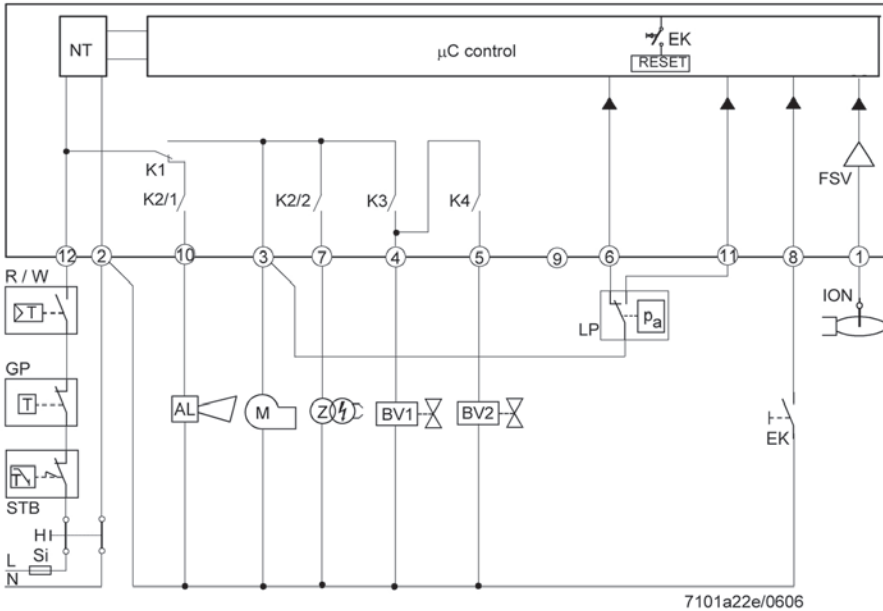 NT
µC control
EK
RESET
FSV
K1
K2/1
K2/2
K3
K4
12
2
10
3
7
4
5
9
6
11
8
1
R / W
T
LP
pa
ION
GP
T
AL
M
Z
BV1
BV2
EK
T
STB
H
L
Si
N
7101a22e/0606